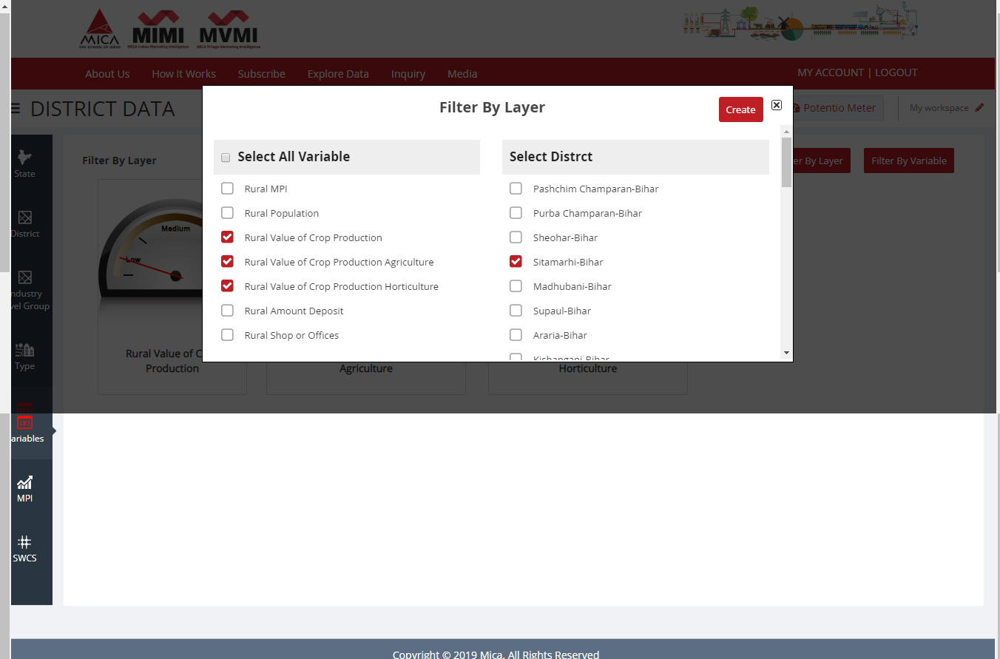 MICA
THE SCHOOL OF IDEAS
MIMI
MICA Indian Marketing Intelligence
MVMI
MICA Village Marketing Intelligence
About Us
How It Works
Subscribe
Explore Data
Inquiry
Media
MY ACCOUNT | LOGOUT
DISTRICT DATA
Potentio Meter
My workspace
Filter By Layer
Create
Select All Variable
Rural MPI
Rural Population
Rural Value of Crop Production
Rural Value of Crop Production Agriculture
Rural Value of Crop Production Horticulture
Rural Amount Deposit
Rural Shop or Offices
Select Distrct
Pashchim Champaran-Bihar
Purba Champaran-Bihar
Sheohar-Bihar
Sitamarhi-Bihar
Madhubani-Bihar
Supaul-Bihar
Araria-Bihar
Kishanganj-Bihar
State
District
ndustry
vel Group
Type
ariables
MPI
SWCS
Filter By Layer
er By Layer
Filter By Variable
Medium
Low
Rural Value of C
Production
Agriculture
Horticulture
Copyright © 2019 Mica. All Rights Reserved